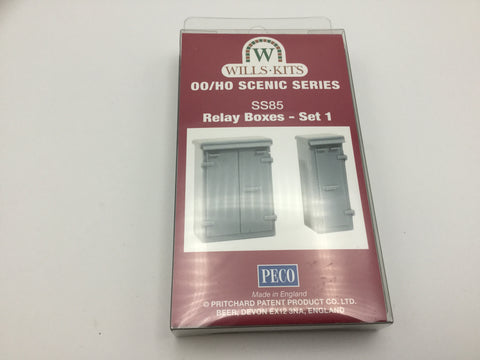 W
WILLS·KITS
OO/HO SCENIC SERIES
SS85
Relay Boxes - Set 1
PECO
Made in England
© PRITCHARD PATENT PRODUCT CO. LTD.
BEER, DEVON EX12 3NA, ENGLAND